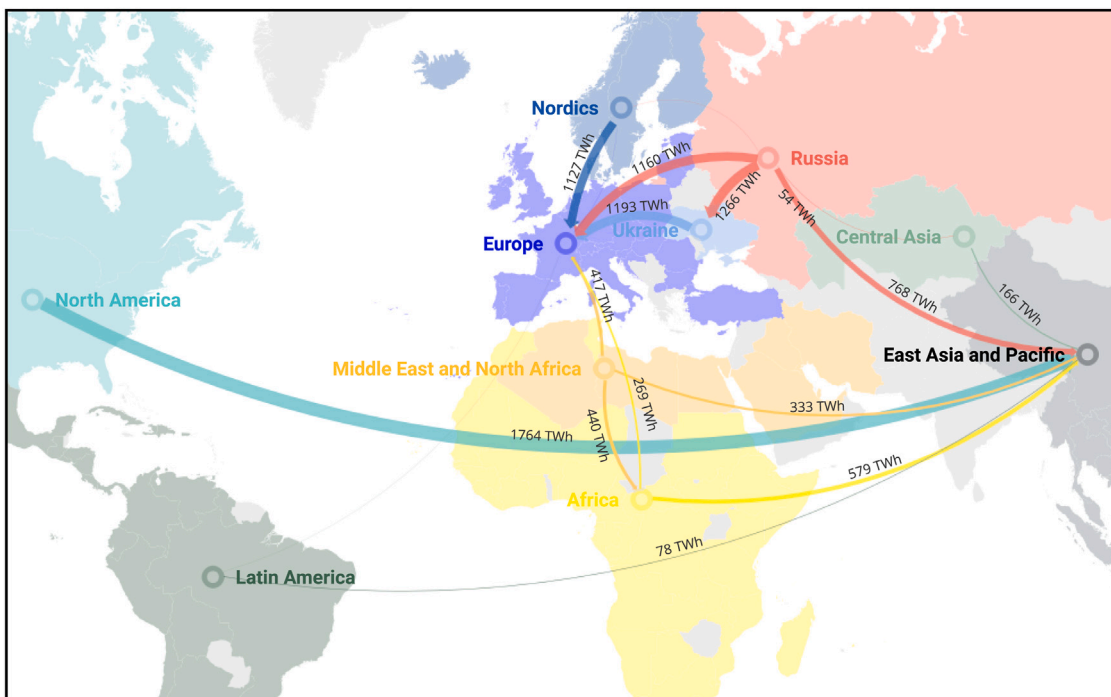 Nordics
1127 TWh
1160 TWh
Russia
1266 TWh
54 TWh
1193 TWh
Ukraine
Europe
Central Asia
417 TWh
768 TWh
166 TWh
North America
East Asia and Pacific
Middle East and North Africa
269 TWh
333 TWh
440 TWh
1764 TWh
579 TWh
Africa
78 TWh
Latin America